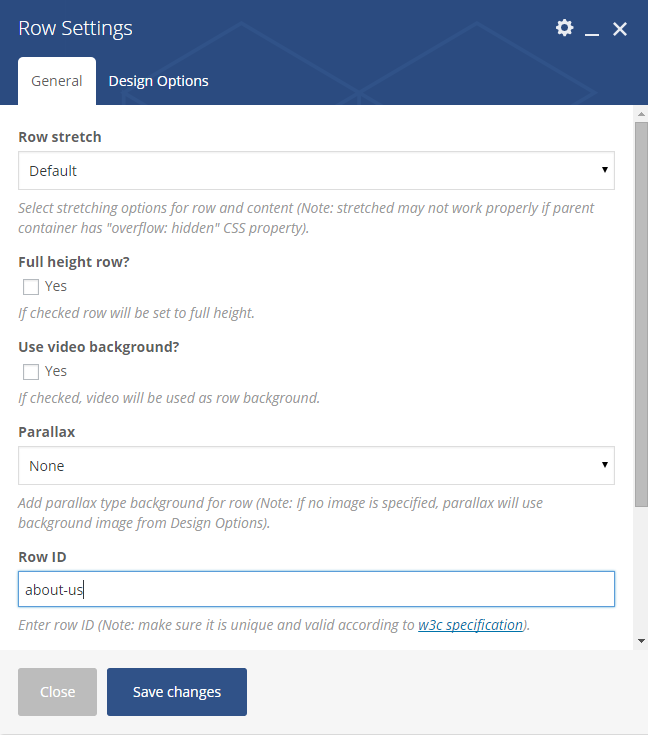 Row Settings
General
Design Options
Row stretch
Default
Select stretching options for row and content (Note: stretched may not work properly if parent
container has "overflow: hidden" CSS property).
Full height row?
Yes
If checked row will be set to full height.
Use video background?
Yes
If checked, video will be used as row background.
Parallax
None
Add parallax type background for row (Note: If no image is specified, parallax will use
background image from Design Options).
Row ID
about-us
Enter row ID (Note: make sure it is unique and valid according to w3c specification).
Close
Save changes